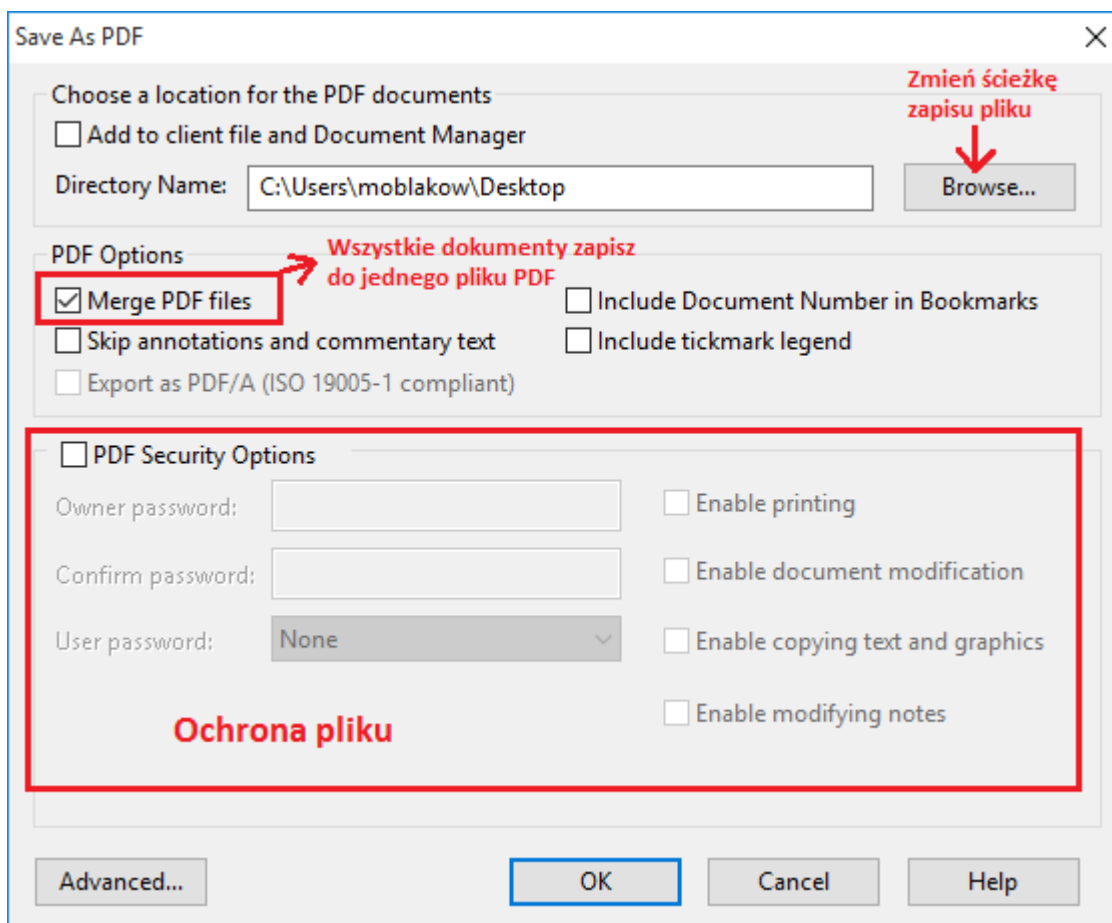 Save As PDF
Choose a location for the PDF documents
Zmień ścieżkę
zapisu pliku
Add to client file and Document Manager
Directory Name: C:\Users\moblakow\Desktop Browse...
PDF Options
Wszystkie dokumenty zapisz
do jednego pliku PDF
Merge PDF files Include Document Number in Bookmarks
Skip annotations and commentary text Include tickmark legend
Export as PDF/A (ISO 19005-1 compliant)
PDF Security Options
Owner password: Enable printing
Confirm password: Enable document modification
User password: None Enable copying text and graphics
Ochrona pliku Enable modifying notes
Advanced... OK Cancel Help